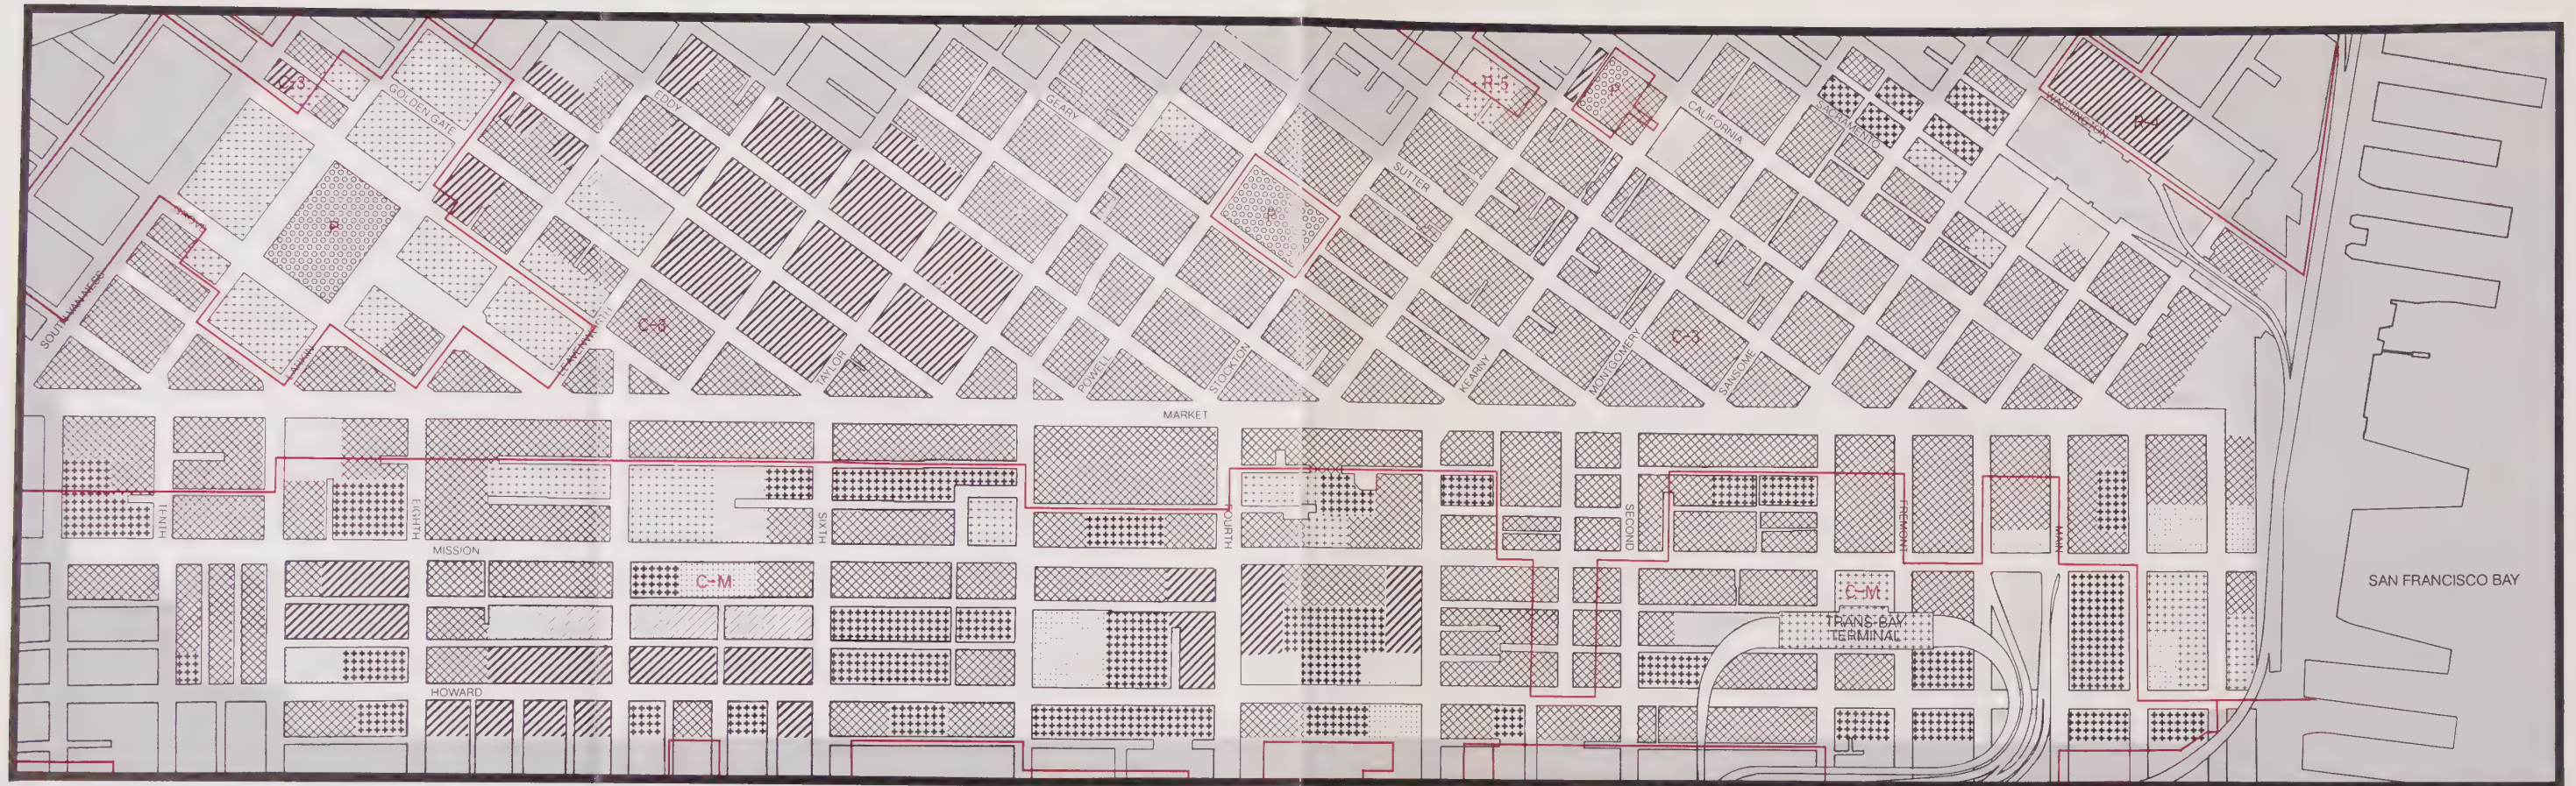 C-3
GOLDEN GATE
EDDY
GEARY
R-5
P
CALIFORNIA
SACRAMENTO
WASHINGTON
R-4
SUTTER
P
P
SOUTH VAN NESS
LARKIN
LEAVENWORTH
C-3
TAYLOR
POWELL
STOCKTON
KEARNY
MONTGOMERY
C-3
SANSOME
MARKET
TENTH
EIGHTH
SIXTH
FOURTH
SECOND
FREMONT
MAIN
MISSION
C-M
C-M
TRANS-BAY
TERMINAL
SAN FRANCISCO BAY
HOWARD